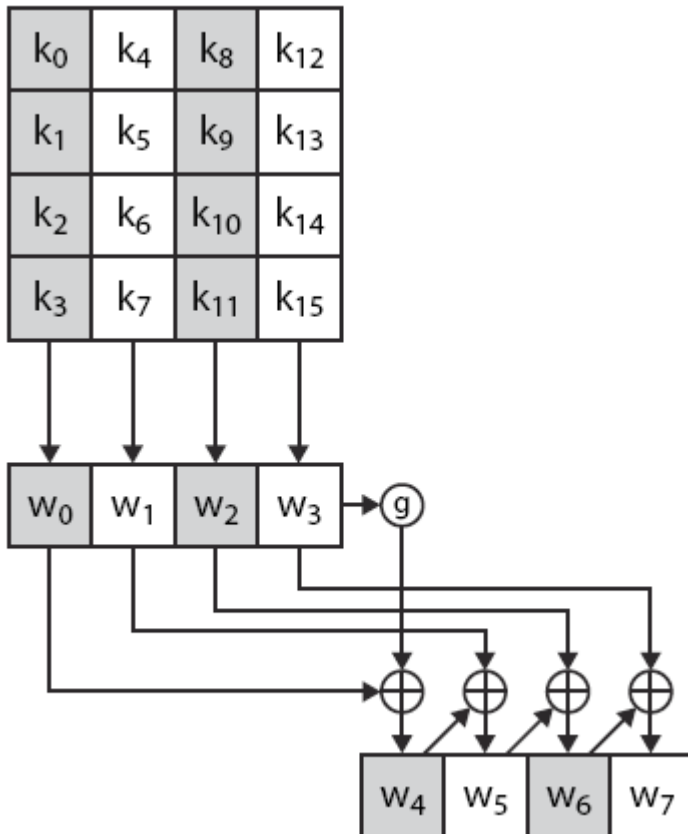 k₀ k₄ k₈ k₁₂
k₁ k₅ k₉ k₁₃
k₂ k₆ k₁₀ k₁₄
k₃ k₇ k₁₁ k₁₅
w₀ w₁ w₂ w₃ g
w₄ w₅ w₆ w₇